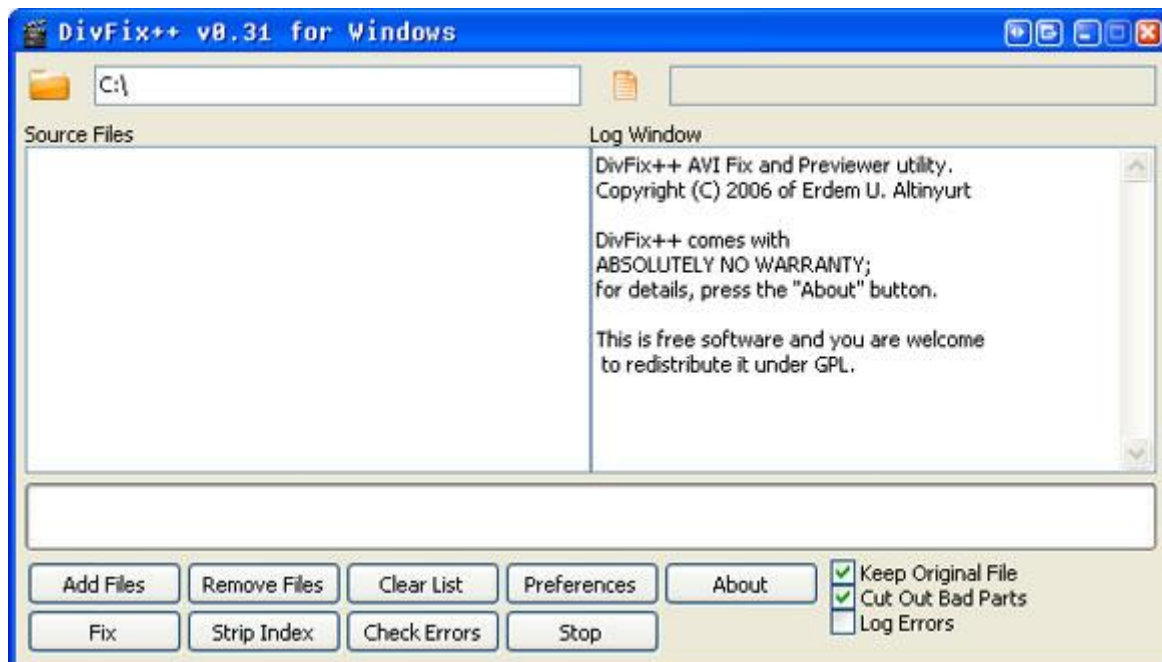 DivFix++ v0.31 for Windows
C:\
Source Files
Log Window
DivFix++ AVI Fix and Previewer utility.
Copyright (C) 2006 of Erdem U. Altinyurt
DivFix++ comes with
ABSOLUTELY NO WARRANTY;
for details, press the "About" button.
This is free software and you are welcome
to redistribute it under GPL.
Add Files
Remove Files
Clear List
Preferences
About
Keep Original File
Cut Out Bad Parts
Log Errors
Fix
Strip Index
Check Errors
Stop